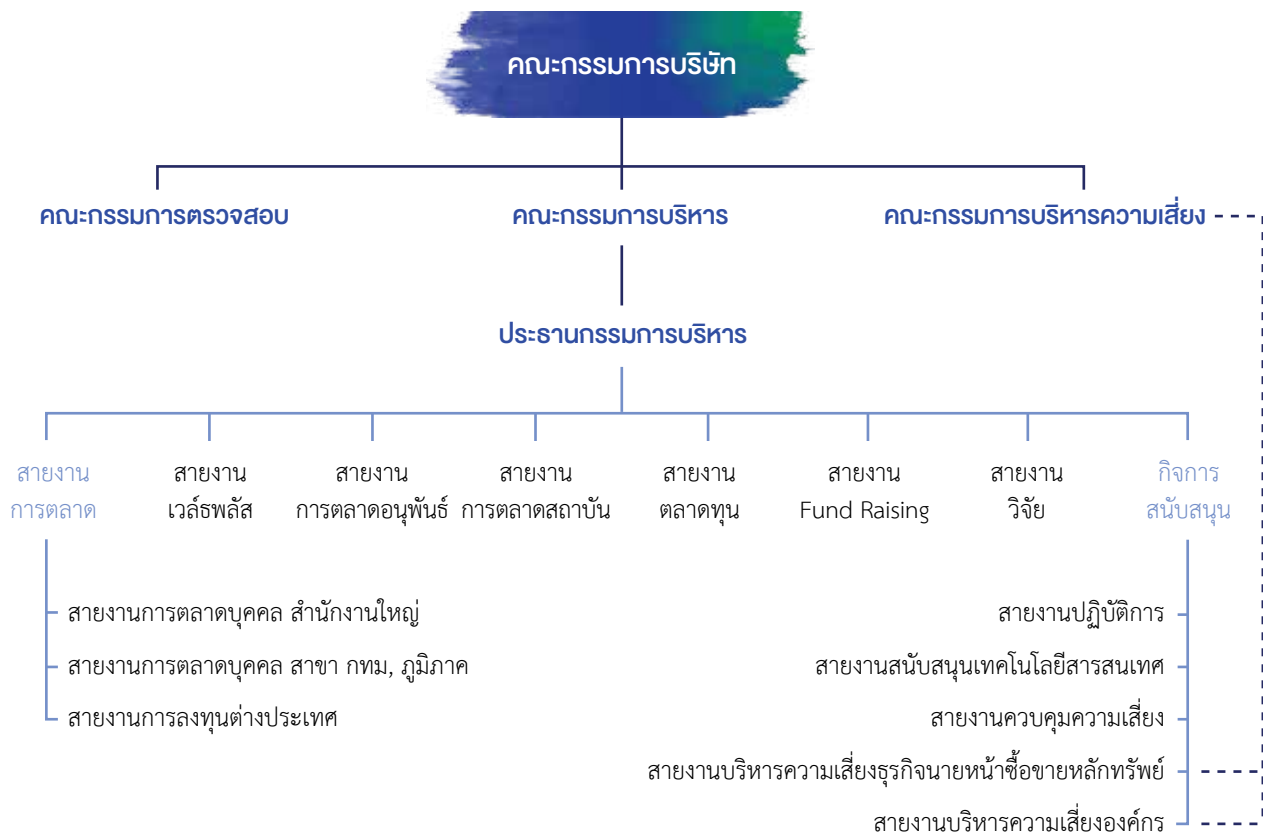 คณะกรรมการบริษัท
คณะกรรมการตรวจสอบ
คณะกรรมการบริหาร
คณะกรรมการบริหารความเสี่ยง
ประธานกรรมการบริหาร
สายงาน
การตลาด
สายงาน
เวล์ธพลัส
สายงาน
การตลาดอนุพันธ์
สายงาน
การตลาดสถาบัน
สายงาน
ตลาดทุน
สายงาน
Fund Raising
สายงาน
วิจัย
กิจการ
สนับสนุน
สายงานการตลาดบุคคล สำนักงานใหญ่
สายงานการตลาดบุคคล สาขา กทม, ภูมิภาค
สายงานการลงทุนต่างประเทศ
สายงานปฏิบัติการ
สายงานสนับสนุนเทคโนโลยีสารสนเทศ
สายงานควบคุมความเสี่ยง
สายงานบริหารความเสี่ยงธุรกิจนายหน้าซื้อขายหลักทรัพย์
สายงานบริหารความเสี่ยงองค์กร